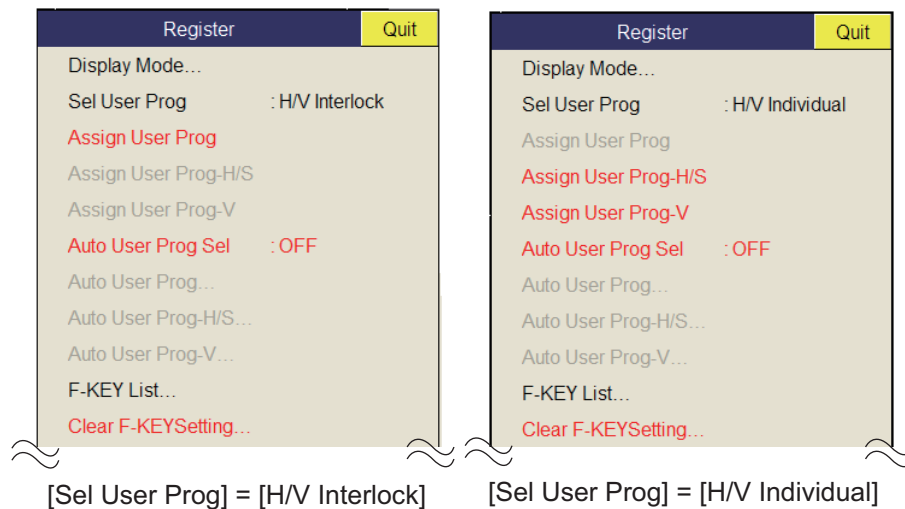 Register Quit
Display Mode...
Sel User Prog : H/V Interlock
Assign User Prog
Assign User Prog-H/S
Assign User Prog-V
Auto User Prog Sel : OFF
Auto User Prog...
Auto User Prog-H/S...
Auto User Prog-V...
F-KEY List...
Clear F-KEYSetting...
[Sel User Prog] = [H/V Interlock]
Register Quit
Display Mode...
Sel User Prog : H/V Individual
Assign User Prog
Assign User Prog-H/S
Assign User Prog-V
Auto User Prog Sel : OFF
Auto User Prog...
Auto User Prog-H/S...
Auto User Prog-V...
F-KEY List...
Clear F-KEYSetting...
[Sel User Prog] = [H/V Individual]